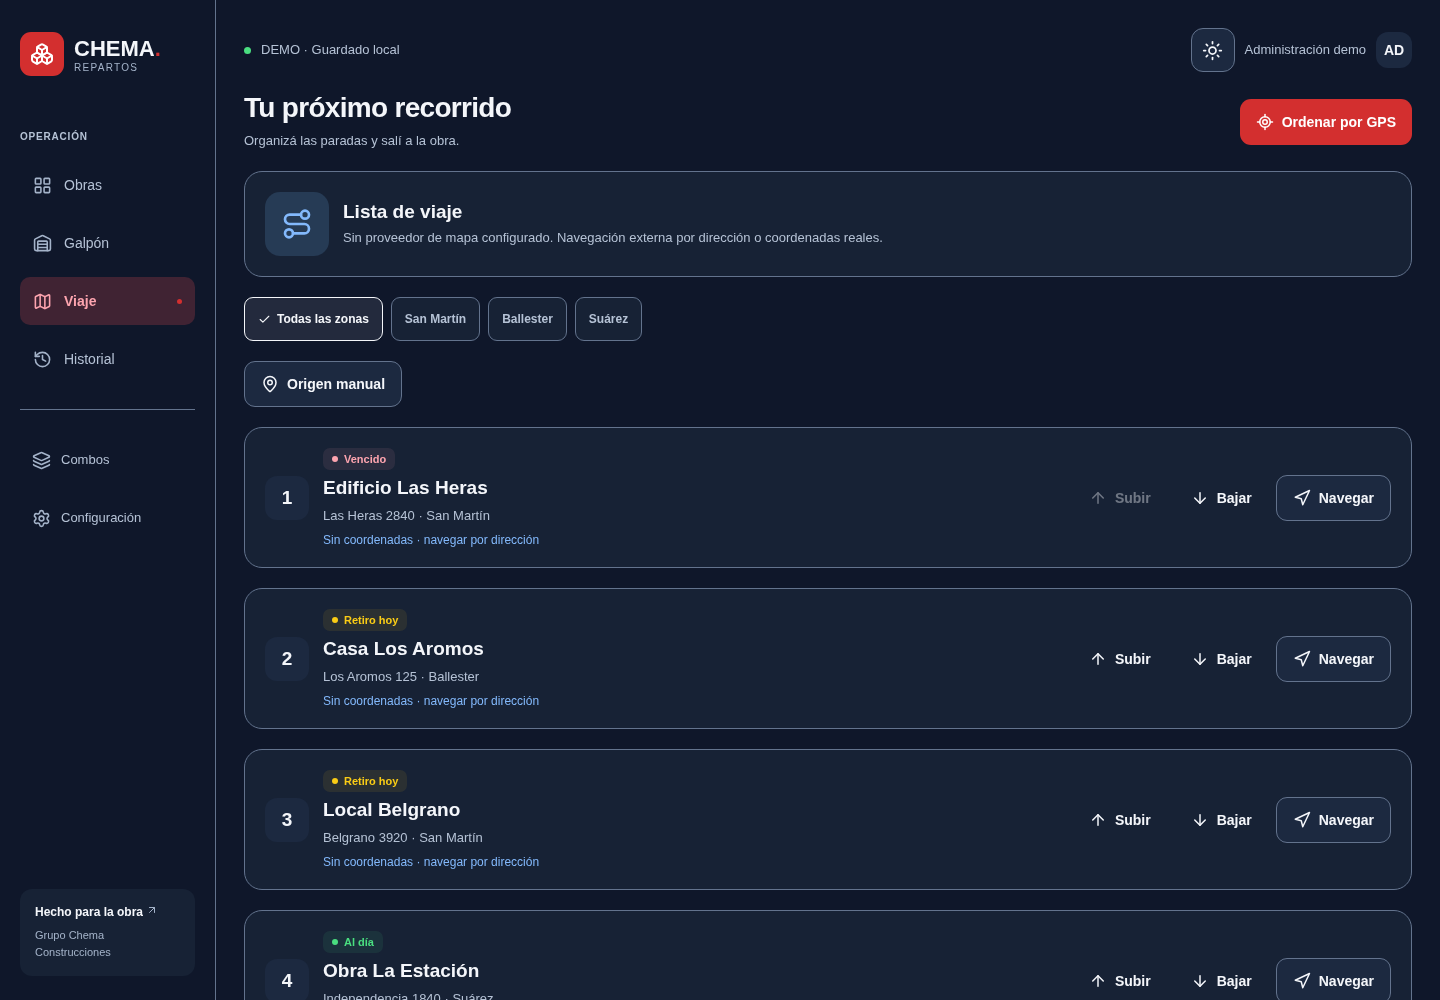 CHEMA.
REPARTOS
OPERACIÓN
Obras
Galpón
Viaje
Historial
Combos
Configuración
Hecho para la obra
Grupo Chema
Construcciones
DEMO · Guardado local
Administración demo
AD
Tu próximo recorrido
Organizá las paradas y salí a la obra.
Ordenar por GPS
Lista de viaje
Sin proveedor de mapa configurado. Navegación externa por dirección o coordenadas reales.
Todas las zonas
San Martín
Ballester
Suárez
Origen manual
1
Vencido
Edificio Las Heras
Las Heras 2840 · San Martín
Sin coordenadas · navegar por dirección
Subir
Bajar
Navegar
2
Retiro hoy
Casa Los Aromos
Los Aromos 125 · Ballester
Sin coordenadas · navegar por dirección
Subir
Bajar
Navegar
3
Retiro hoy
Local Belgrano
Belgrano 3920 · San Martín
Sin coordenadas · navegar por dirección
Subir
Bajar
Navegar
4
Al día
Obra La Estación
Independencia 1840 · Suárez
Subir
Bajar
Navegar